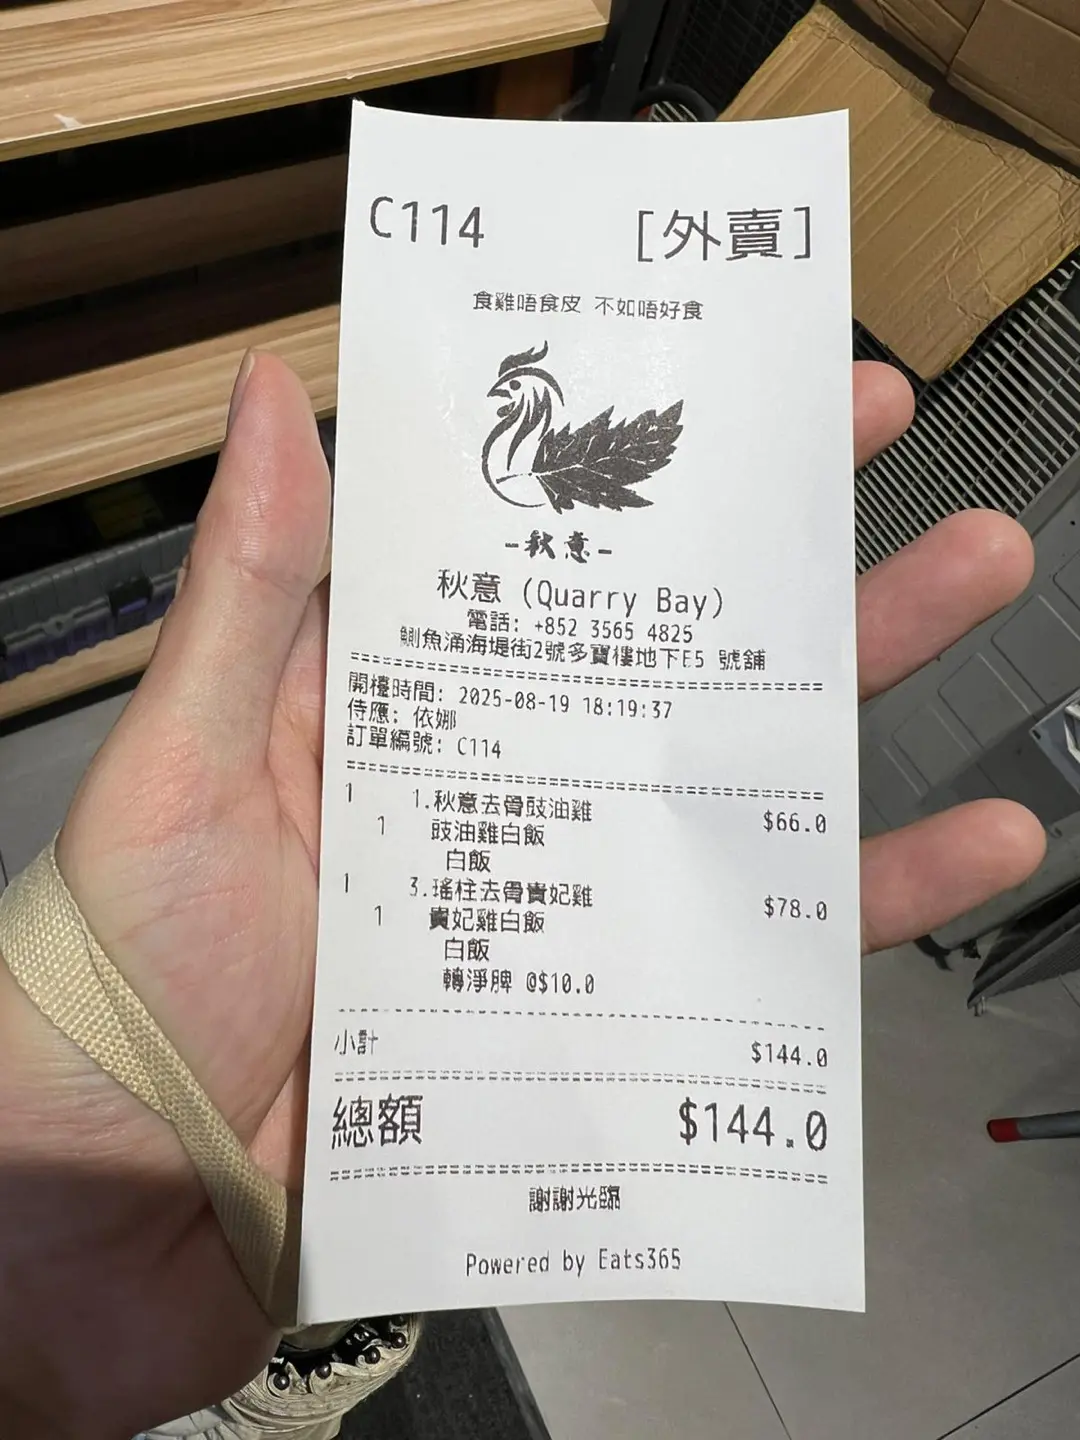 C114 [外賣]
食雞唔食皮 不如唔好食
-秋意-
秋意 (Quarry Bay)
電話: +852 3565 4825
鰂魚涌海堤街2號多寶樓地下E5 號舖
開檯時間: 2025-08-19 18:19:37
侍應: 依娜
訂單編號: C114
1 1.秋意去骨豉油雞 $66.0
1 豉油雞白飯
白飯
1 3.瑤柱去骨貴妃雞 $78.0
1 貴妃雞白飯
白飯
轉淨脾 @$10.0
小計 $144.0
總額 $144.0
謝謝光臨
Powered by Eats365